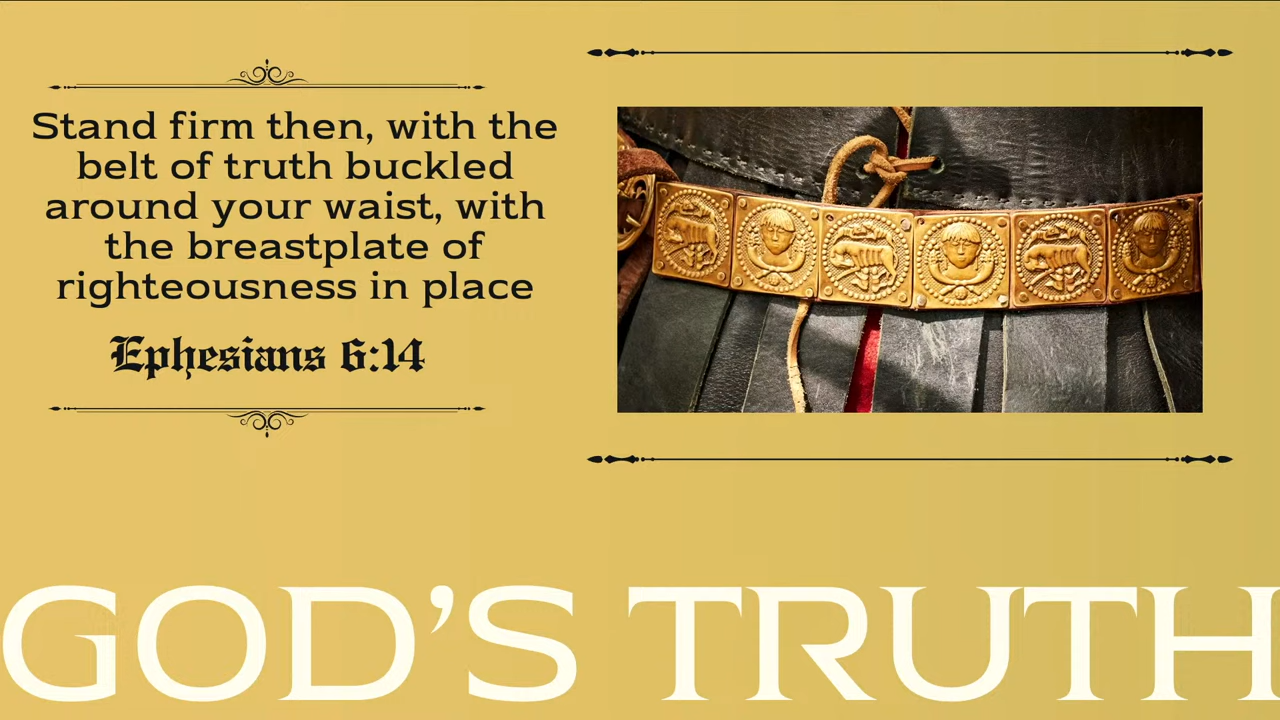 Stand firm then, with the
belt of truth buckled
around your waist, with
the breastplate of
righteousness in place
Ephesians 6:14
GOD'S TRUTH